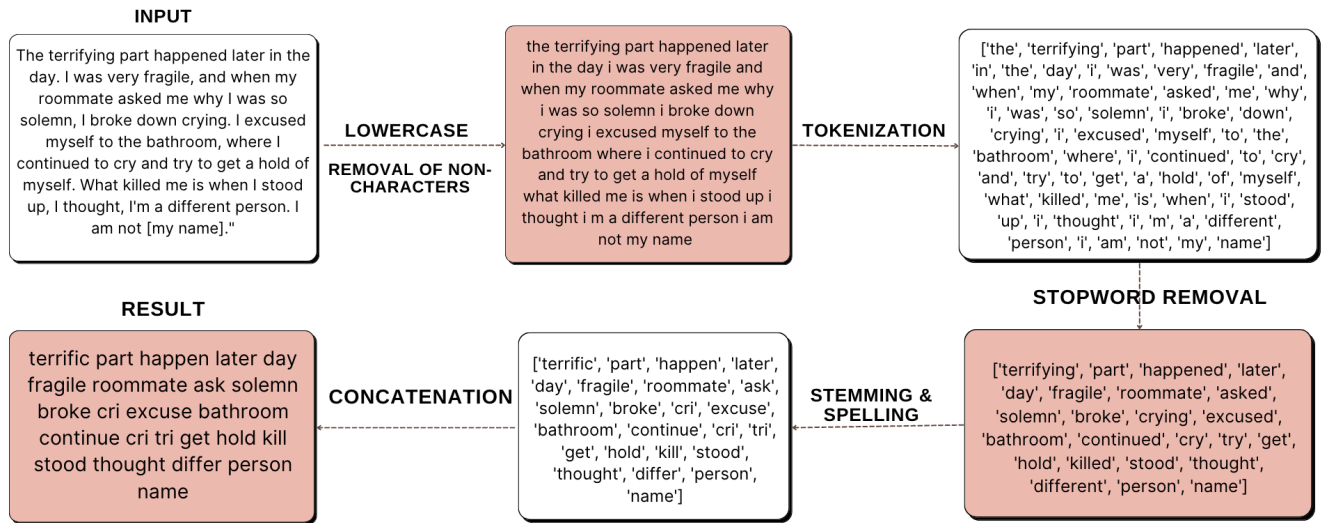 INPUT
The terrifying part happened later in the
day. I was very fragile, and when my
roommate asked me why I was so
solemn, I broke down crying. I excused
myself to the bathroom, where I
continued to cry and try to get a hold of
myself. What killed me is when I stood
up, I thought, I'm a different person. I
am not [my name]."
LOWERCASE
REMOVAL OF NON-
CHARACTERS
the terrifying part happened later
in the day i was very fragile and
when my roommate asked me why
i was so solemn i broke down
crying i excused myself to the
bathroom where i continued to cry
and try to get a hold of myself
what killed me is when i stood up i
thought i m a different person i am
not my name
TOKENIZATION
['the', 'terrifying', 'part', 'happened', 'later',
'in', 'the', 'day', 'i', 'was', 'very', 'fragile', 'and',
'when', 'my', 'roommate', 'asked', 'me', 'why',
'i', 'was', 'so', 'solemn', 'i', 'broke', 'down',
'crying', 'i', 'excused', 'myself', 'to', 'the',
'bathroom', 'where', 'i', 'continued', 'to', 'cry',
'and', 'try', 'to', 'get', 'a', 'hold', 'of', 'myself',
'what', 'killed', 'me', 'is', 'when', 'i', 'stood',
'up', 'i', 'thought', 'i', 'm', 'a', 'different',
'person', 'i', 'am', 'not', 'my', 'name']
STOPWORD REMOVAL
['terrifying', 'part', 'happened', 'later',
'day', 'fragile', 'roommate', 'asked',
'solemn', 'broke', 'crying', 'excused',
'bathroom', 'continued', 'cry', 'try', 'get',
'hold', 'killed', 'stood', 'thought',
'different', 'person', 'name']
STEMMING &
SPELLING
['terrific', 'part', 'happen', 'later',
'day', 'fragile', 'roommate', 'ask',
'solemn', 'broke', 'cri', 'excuse',
'bathroom', 'continue', 'cri', 'tri',
'get', 'hold', 'kill', 'stood',
'thought', 'differ', 'person',
'name']
CONCATENATION
RESULT
terrific part happen later day
fragile roommate ask solemn
broke cri excuse bathroom
continue cri tri get hold kill
stood thought differ person
name